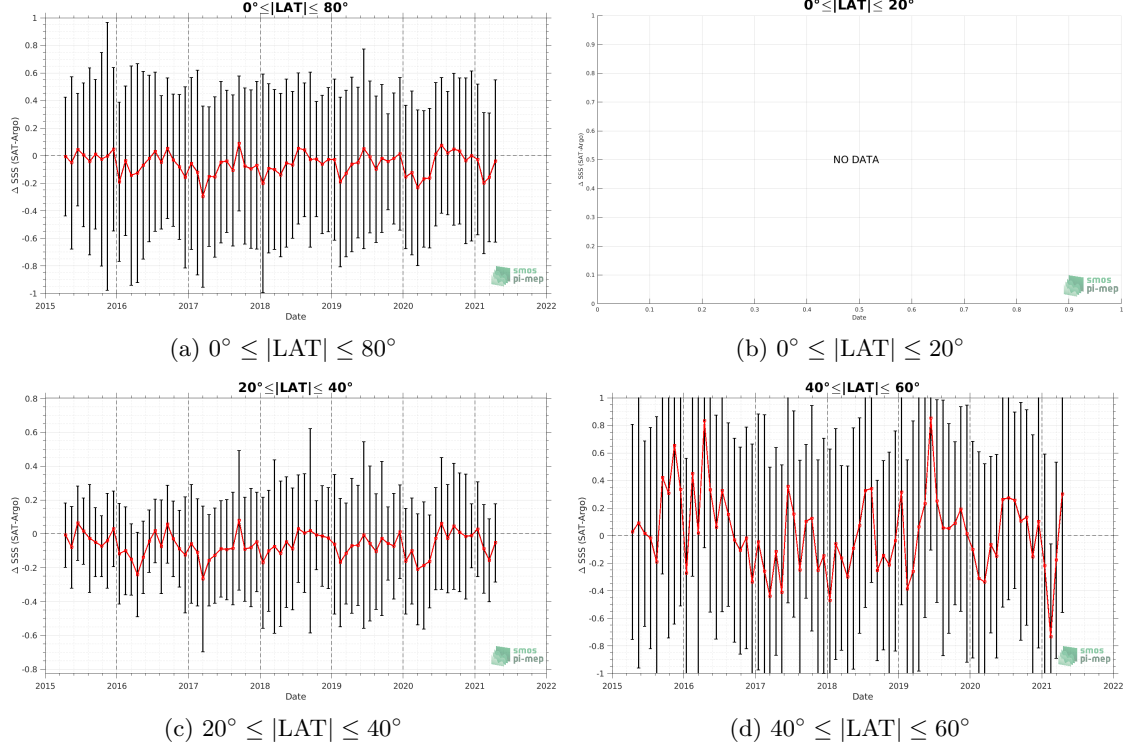 0°≤|LAT|≤ 80°
Δ SSS (SAT-Argo)
1
0.8
0.6
0.4
0.2
0
-0.2
-0.4
-0.6
-0.8
-1
2015 2016 2017 2018 2019 2020 2021 2022
Date
smos
pi-mep
(a) 0° ≤ |LAT| ≤ 80°
0°≤|LAT|≤ 20°
Δ SSS (SAT-Argo)
1
0.9
0.8
0.7
0.6
0.5
0.4
0.3
0.2
0.1
0
NO DATA
0 0.1 0.2 0.3 0.4 0.5 0.6 0.7 0.8 0.9 1
Date
smos
pi-mep
(b) 0° ≤ |LAT| ≤ 20°
20°≤|LAT|≤ 40°
Δ SSS (SAT-Argo)
0.8
0.6
0.4
0.2
0
-0.2
-0.4
-0.6
-0.8
2015 2016 2017 2018 2019 2020 2021 2022
Date
smos
pi-mep
(c) 20° ≤ |LAT| ≤ 40°
40°≤|LAT|≤ 60°
Δ SSS (SAT-Argo)
1
0.8
0.6
0.4
0.2
0
-0.2
-0.4
-0.6
-0.8
-1
2015 2016 2017 2018 2019 2020 2021 2022
Date
smos
pi-mep
(d) 40° ≤ |LAT| ≤ 60°